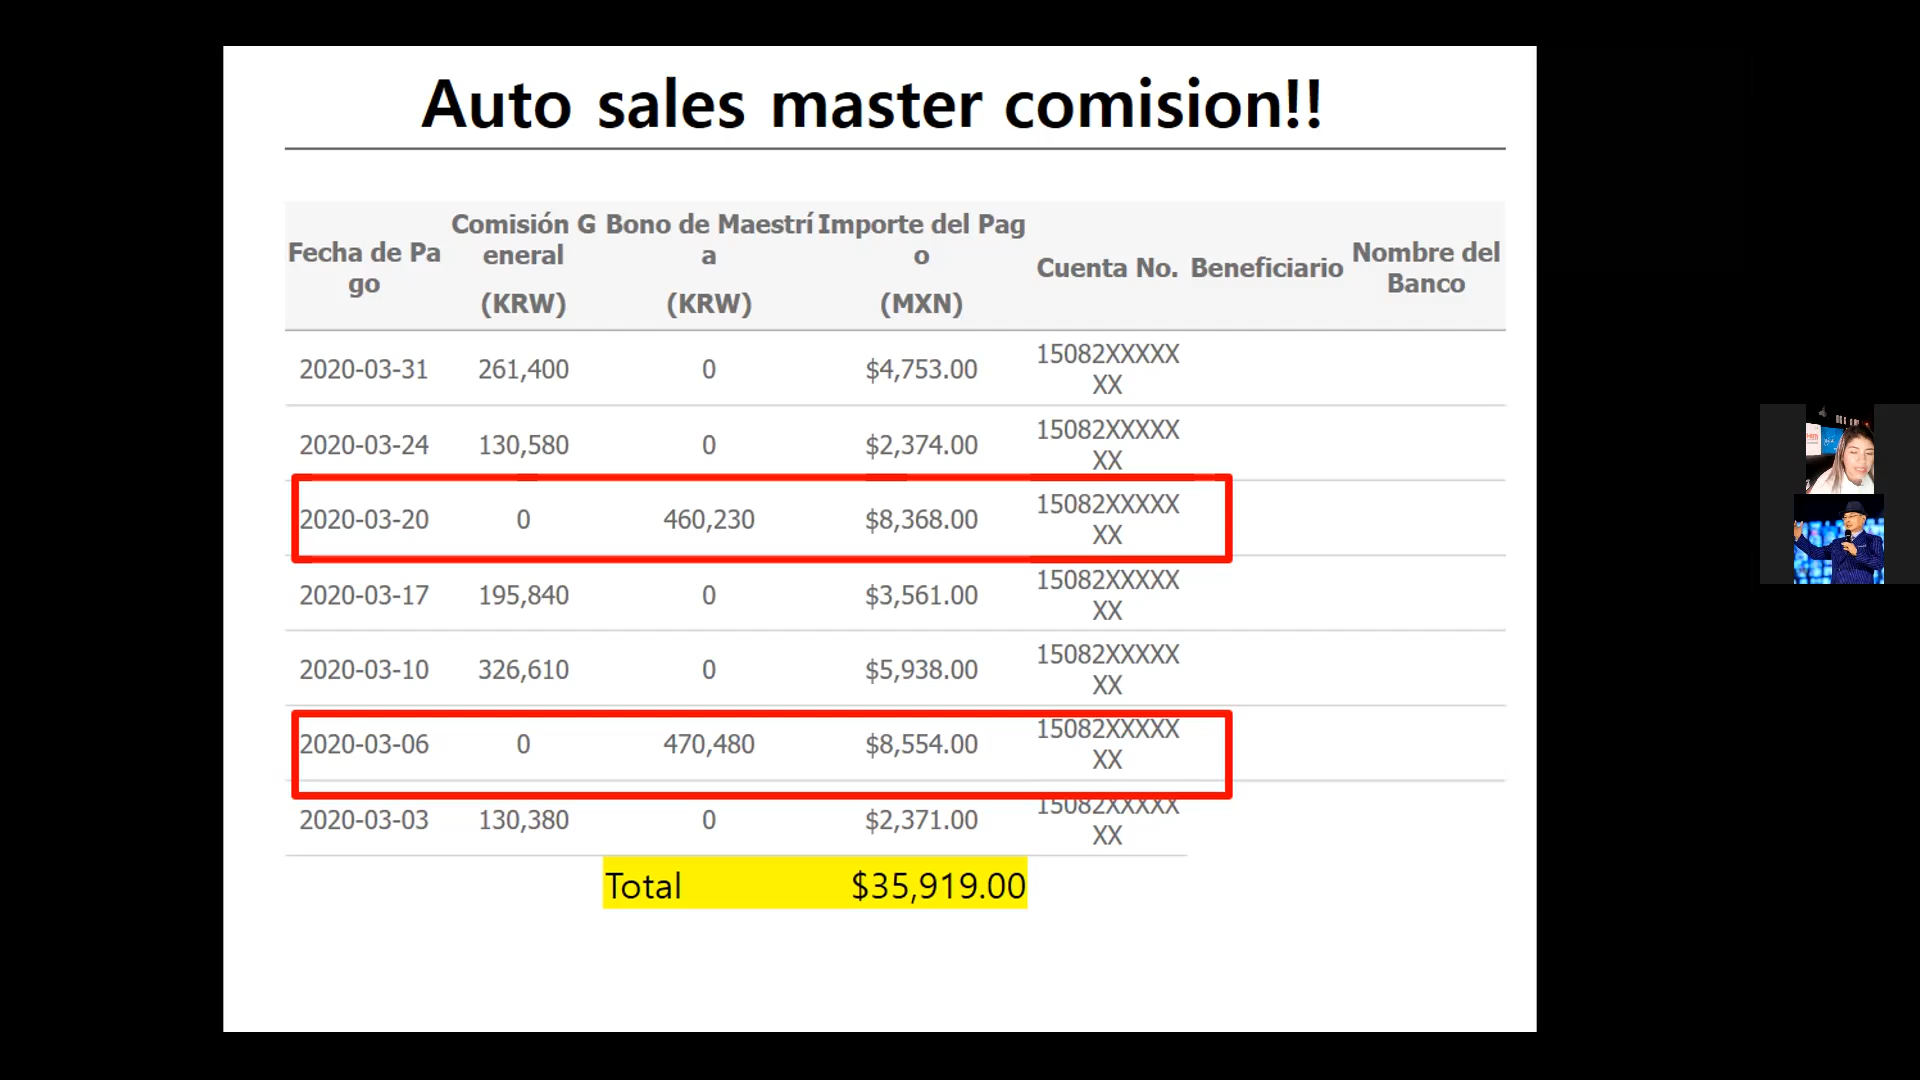 Auto sales master comision!!
Fecha de Pa
go
Comisión G
eneral
(KRW)
Bono de Maestrí
a
(KRW)
Importe del Pag
o
(MXN)
Cuenta No.
Beneficiario
Nombre del
Banco
2020-03-31 261,400 0 $4,753.00 15082XXXXX
XX
2020-03-24 130,580 0 $2,374.00 15082XXXXX
XX
2020-03-20 0 460,230 $8,368.00 15082XXXXX
XX
2020-03-17 195,840 0 $3,561.00 15082XXXXX
XX
2020-03-10 326,610 0 $5,938.00 15082XXXXX
XX
2020-03-06 0 470,480 $8,554.00 15082XXXXX
XX
2020-03-03 130,380 0 $2,371.00 15082XXXXX
XX
Total $35,919.00